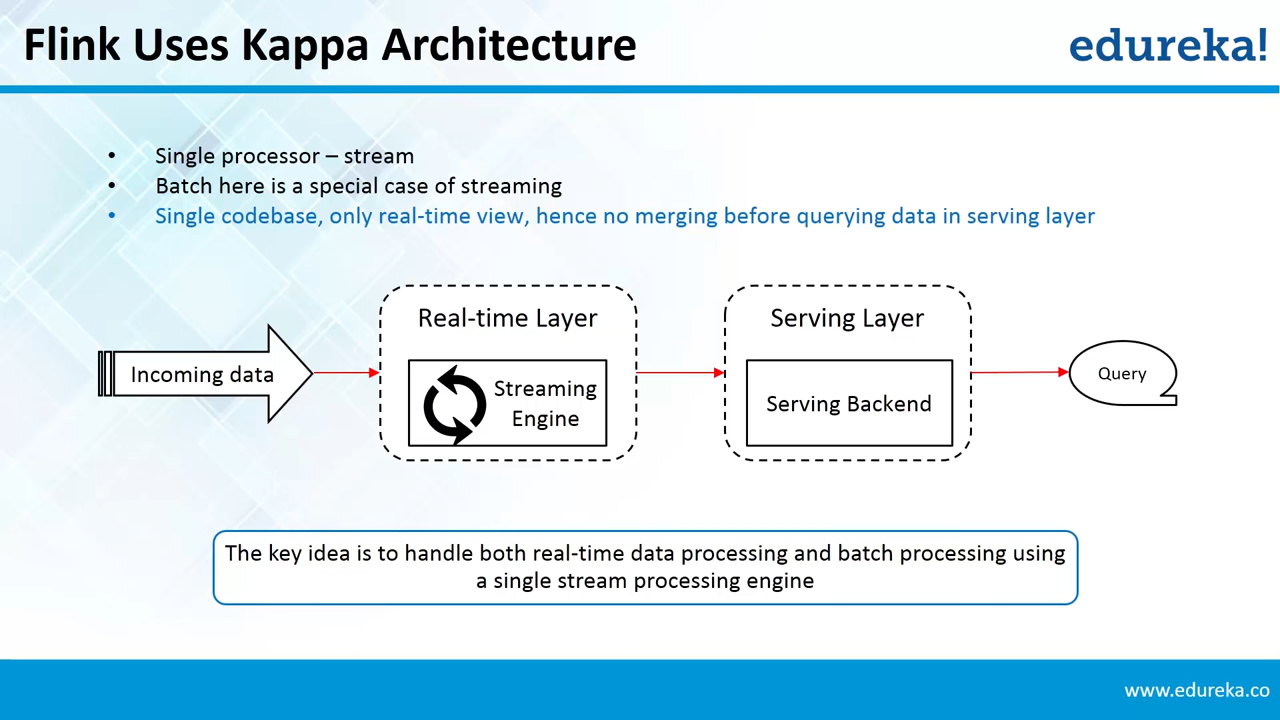 Flink Uses Kappa Architecture
edureka!
• Single processor – stream
• Batch here is a special case of streaming
• Single codebase, only real-time view, hence no merging before querying data in serving layer
Incoming data
Real-time Layer
Streaming
Engine
Serving Layer
Serving Backend
Query
The key idea is to handle both real-time data processing and batch processing using
a single stream processing engine
www.edureka.co